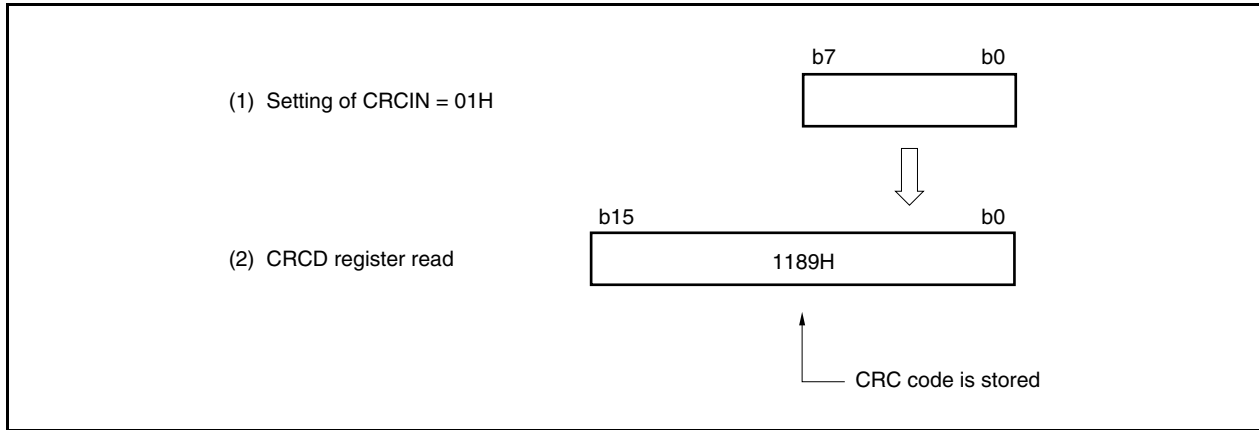 b7 b0
(1) Setting of CRCIN = 01H
b15 b0
(2) CRCD register read
1189H
CRC code is stored